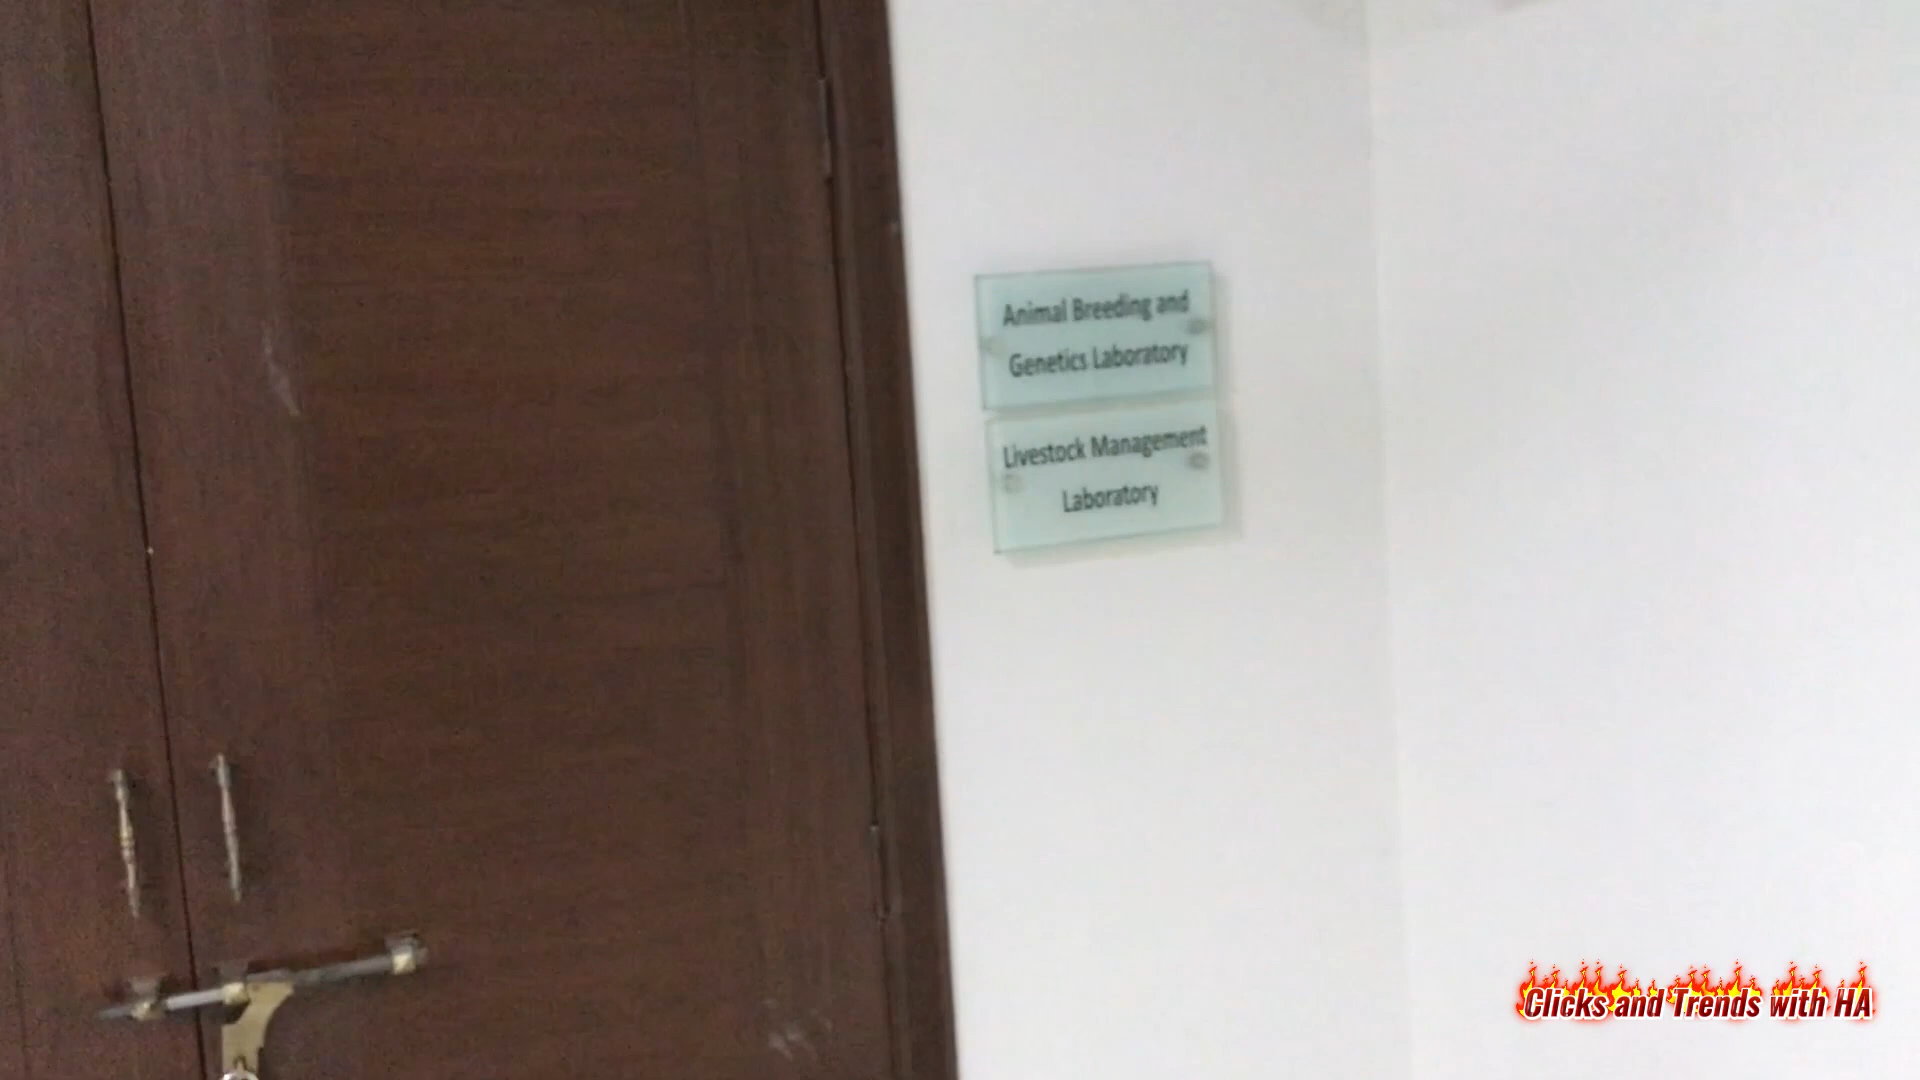 Animal Breeding and
Genetics Laboratory
Livestock Management
Laboratory
Clicks and Trends with HA